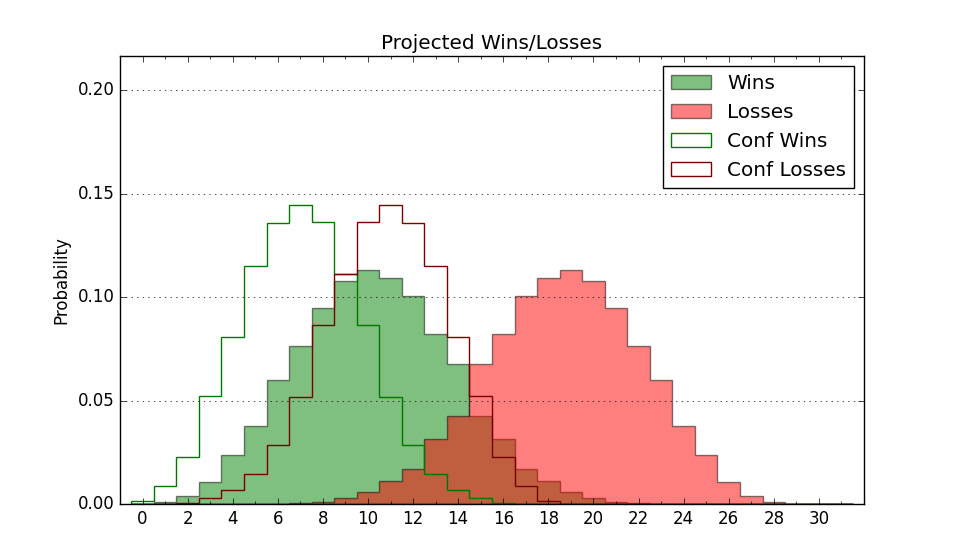 Projected Wins/Losses
Wins
Losses
Conf Wins
Conf Losses
Probability
0.20
0.15
0.10
0.05
0.00
0 2 4 6 8 10 12 14 16 18 20 22 24 26 28 30